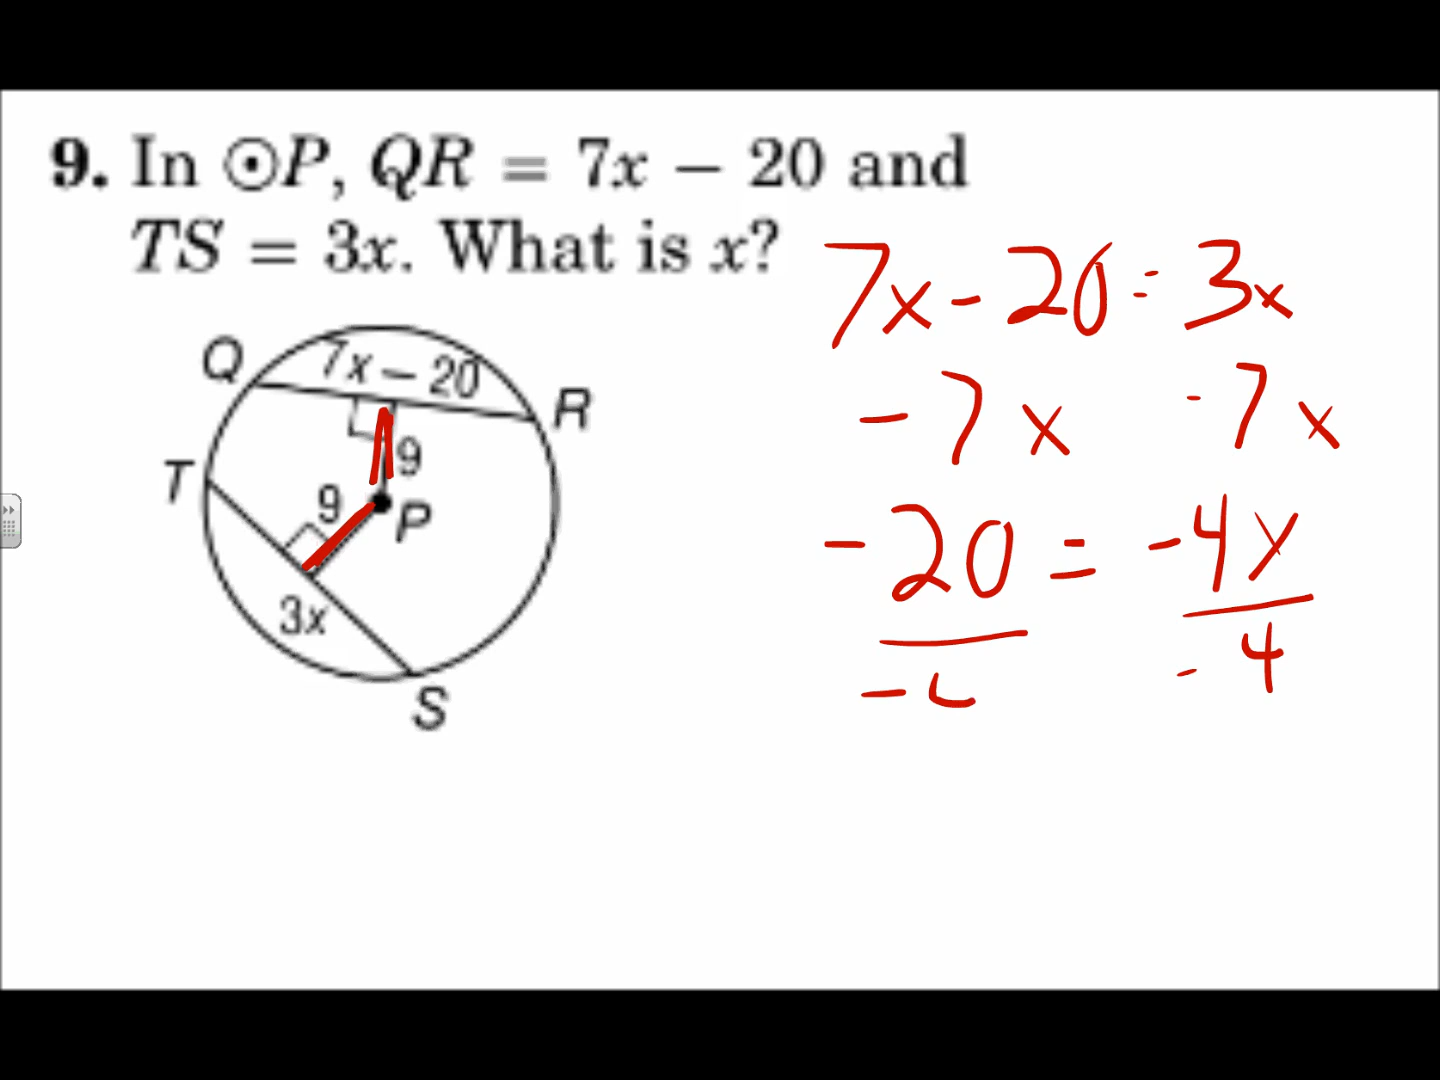 9. In ⊙P, QR = 7x − 20 and
TS = 3x. What is x?
7x - 20 = 3x
- 7x - 7x
- 20 = - 4x
- 4
Q
7x − 20
R
T
9
9
P
3x
S